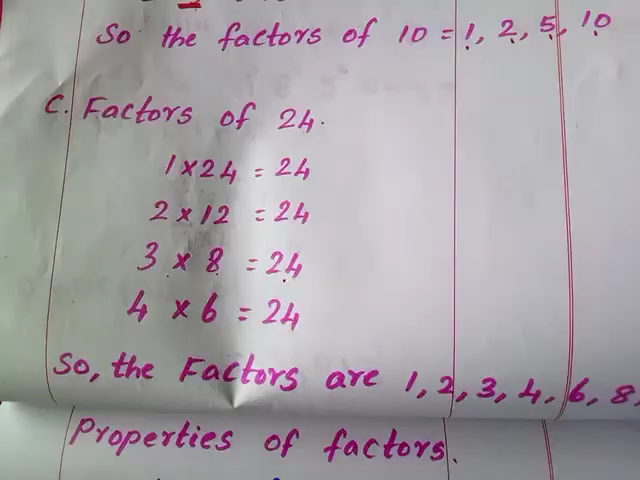 So the factors of 10 = 1, 2, 5, 10
C. Factors of 24.
1 × 24 = 24
2 × 12 = 24
3 × 8 = 24
4 × 6 = 24
So, the Factors are 1, 2, 3, 4, 6, 8,
Properties of factors.